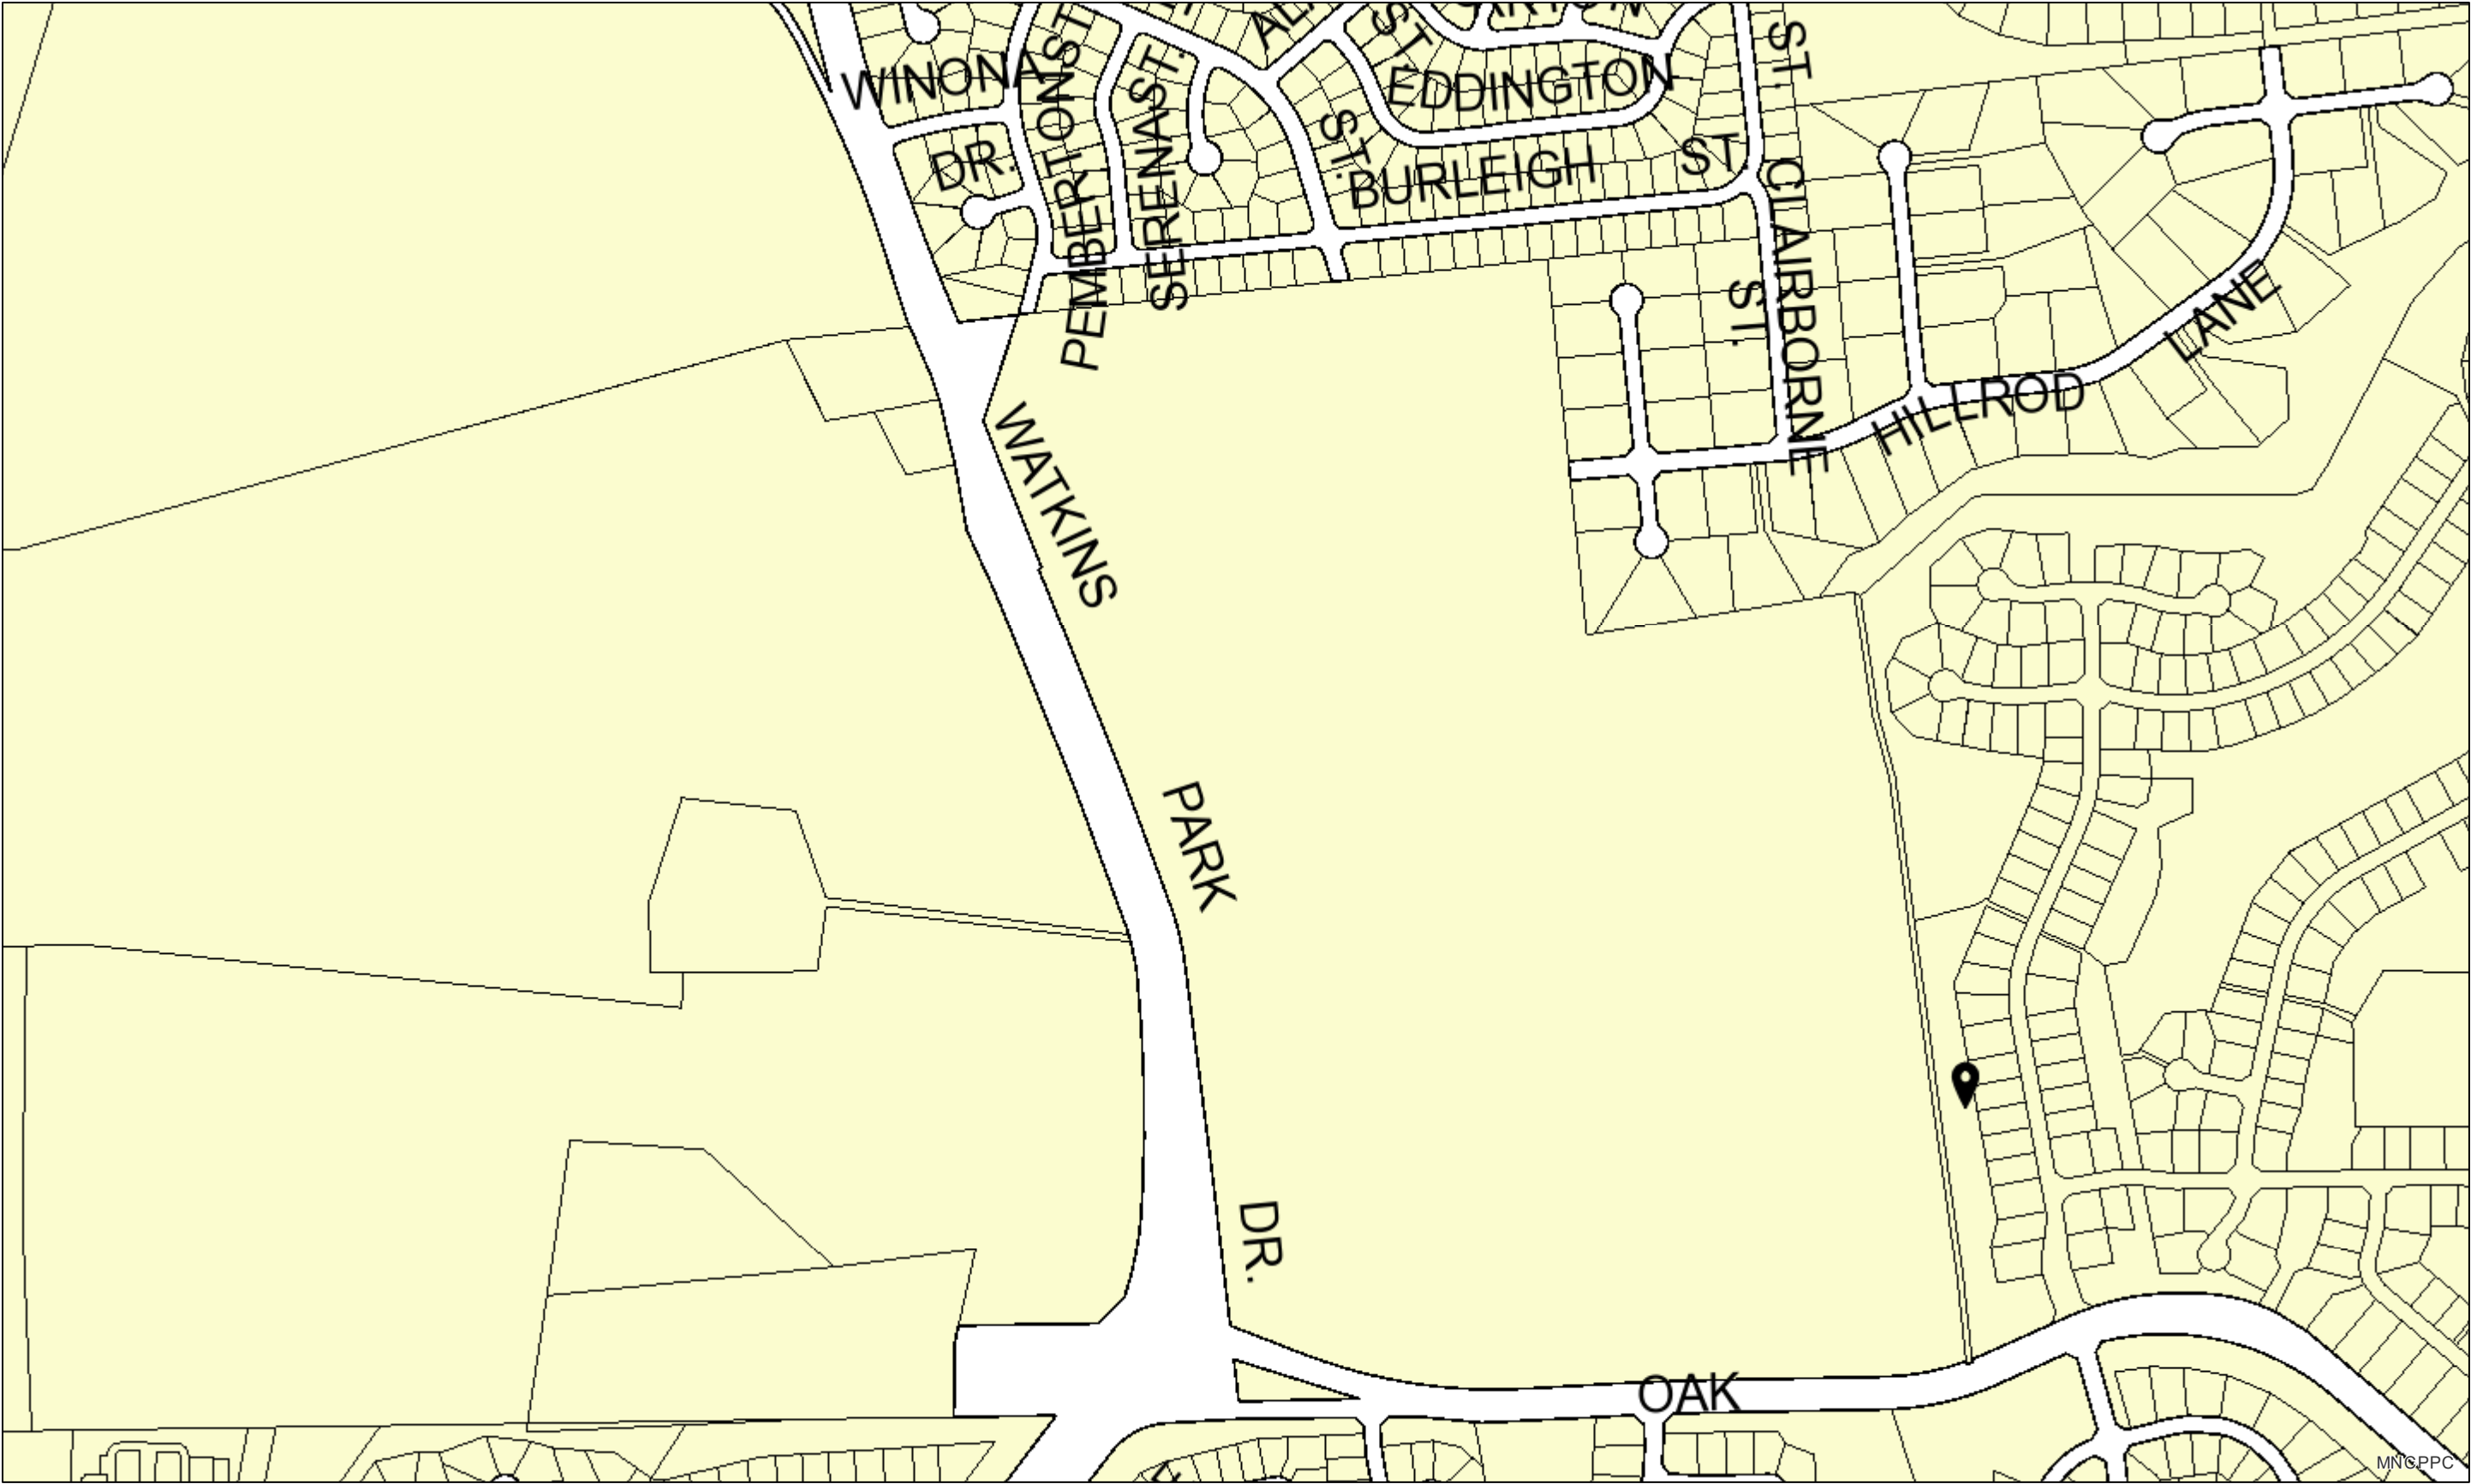 WINONA
DR.
PEMBERTON ST
SERENA ST.
ST.
EDDINGTON
ST.
BURLEIGH
ST
ST.
CLAIRBORNE
ST.
HILLROD
LANE
WATKINS
PARK
DR.
OAK
MNCPPC